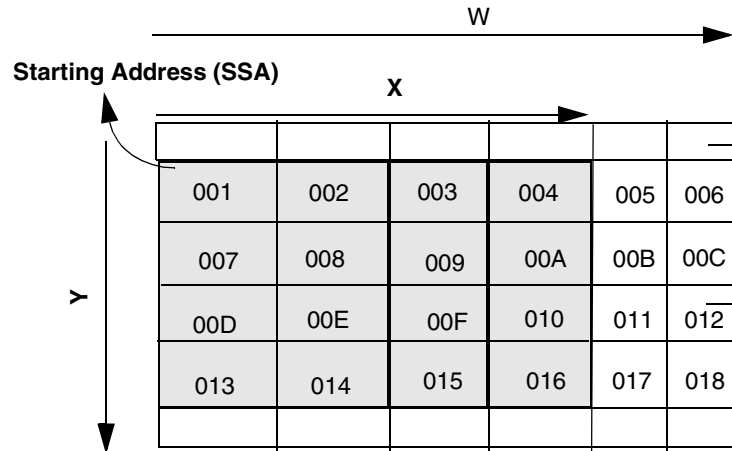 W
Starting Address (SSA)
X
001 002 003 004 005 006
007 008 009 00A 00B 00C
Y
00D 00E 00F 010 011 012
013 014 015 016 017 018